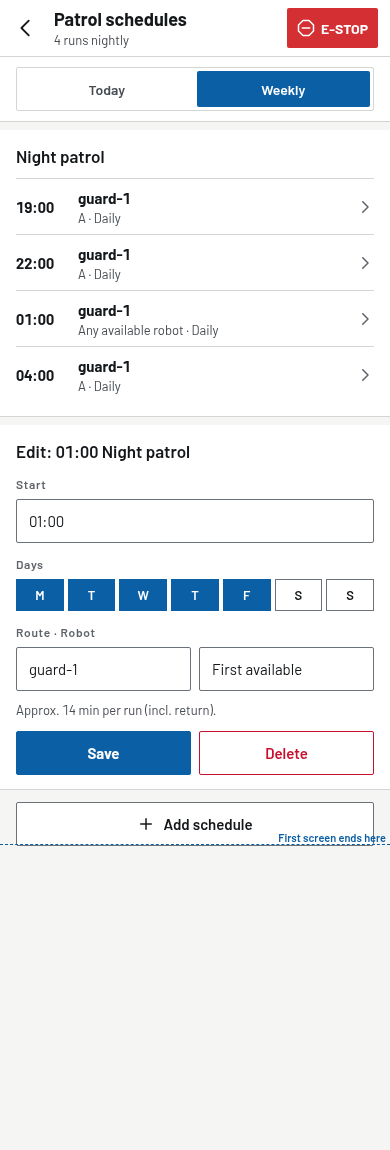 Patrol schedules
4 runs nightly
E-STOP
Today
Weekly
Night patrol
19:00
guard-1
A · Daily
22:00
guard-1
A · Daily
01:00
guard-1
Any available robot · Daily
04:00
guard-1
A · Daily
Edit: 01:00 Night patrol
Start
01:00
Days
M T W T F S S
Route · Robot
guard-1
First available
Approx. 14 min per run (incl. return).
Save
Delete
Add schedule
First screen ends here